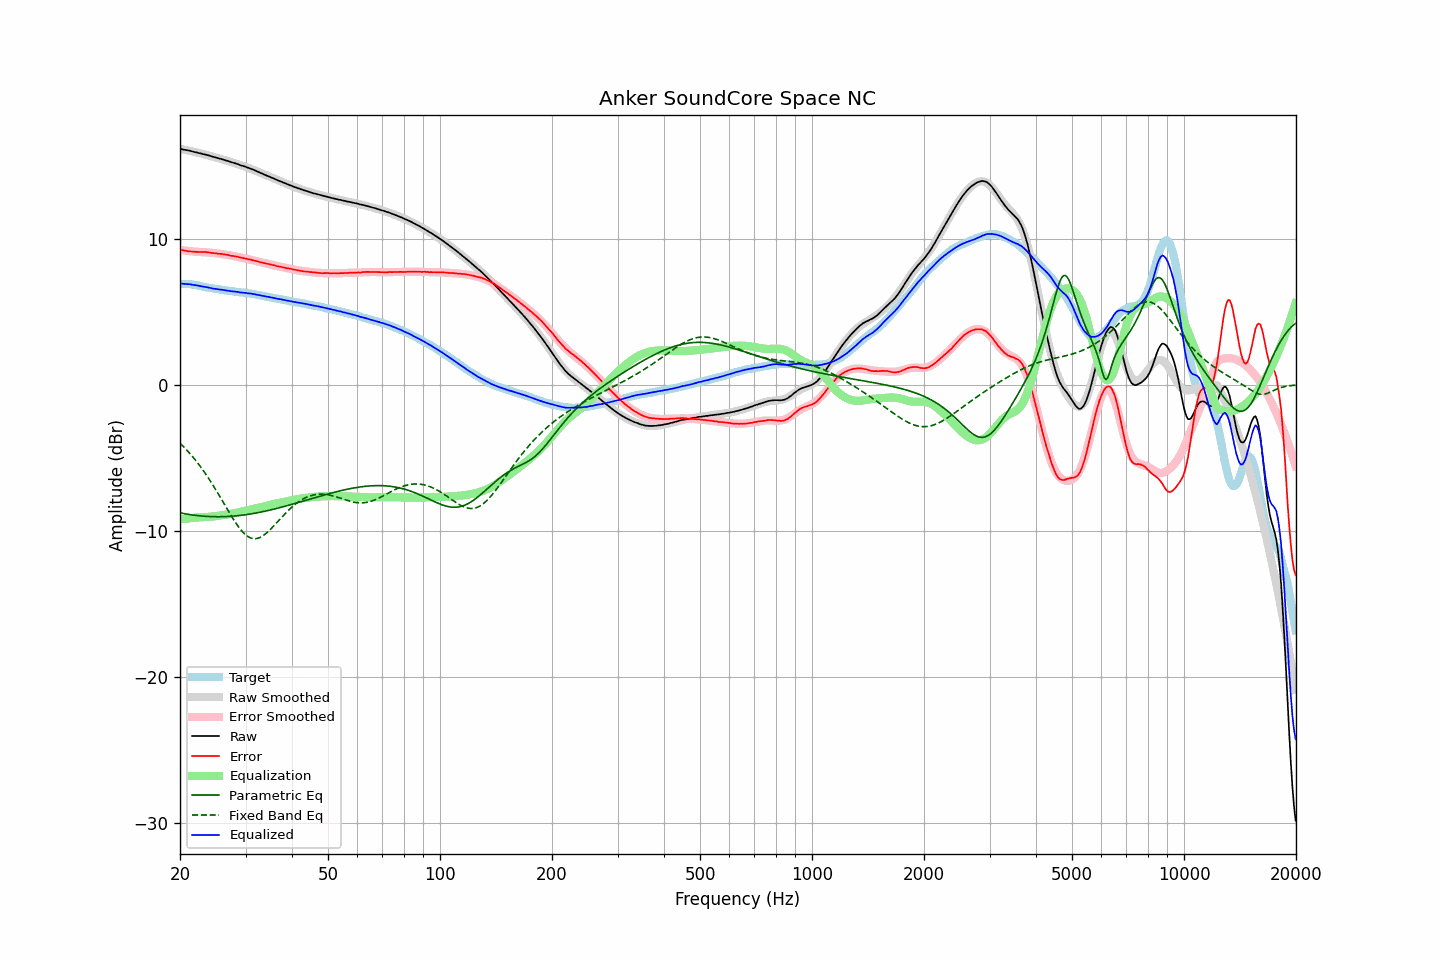 Anker SoundCore Space NC
Amplitude (dBr)
10
0
−10
−20
−30
Target
Raw Smoothed
Error Smoothed
Raw
Error
Equalization
Parametric Eq
Fixed Band Eq
Equalized
20 50 100 200 500 1000 2000 5000 10000 20000
Frequency (Hz)